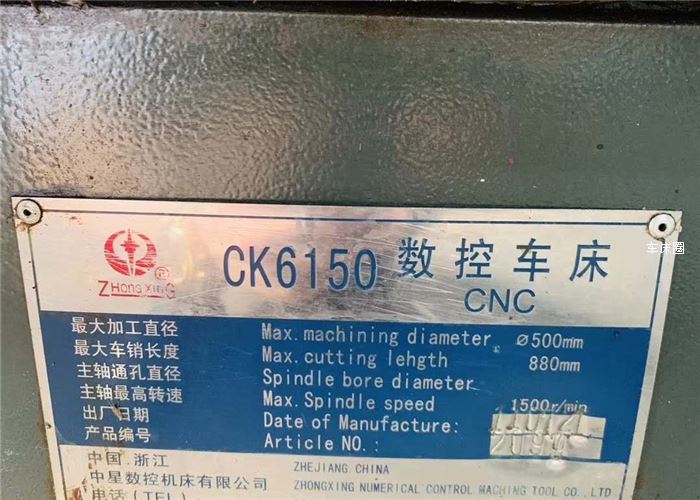 车床圈
CK6150 数控车床
ZHongXinG
CNC
最大加工直径 Max. machining diameter ø500mm
最大车销长度 Max. cutting lehgth 880mm
主轴通孔直径 Spindle bore diameter
主轴最高转速 Max. Spindle speed 1500r/min
出厂日期 Date of Manufacture:
产品编号 Article NO.:
中国.浙江 ZHEJIANG CHINA
中星数控机床有限公司 ZHONGXING NUMERICAL CONTROL MACHING TOOL CO.,LTD
电话(TEL)